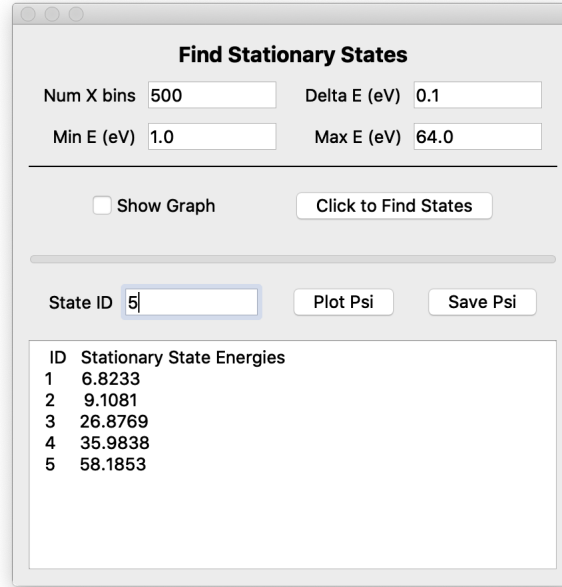 Find Stationary States
Num X bins 500 Delta E (eV) 0.1
Min E (eV) 1.0 Max E (eV) 64.0
Show Graph Click to Find States
State ID 5 Plot Psi Save Psi
ID Stationary State Energies
1 6.8233
2 9.1081
3 26.8769
4 35.9838
5 58.1853